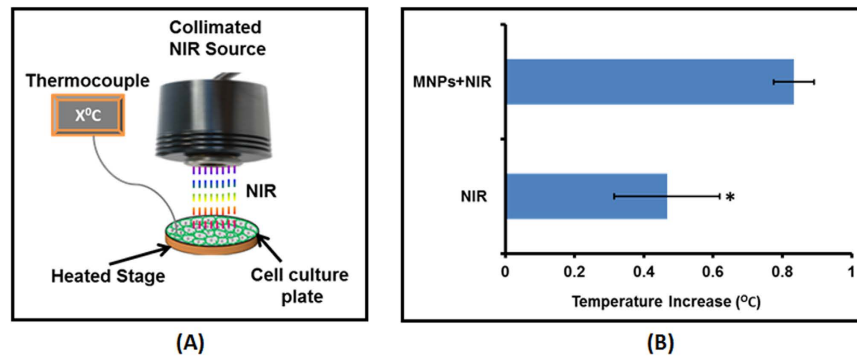 Collimated
NIR Source
Thermocouple
X⁰C
NIR
Heated Stage
Cell culture
plate
(A)
MNPs+NIR
NIR
*
0 0.2 0.4 0.6 0.8 1
Temperature Increase (⁰C)
(B)